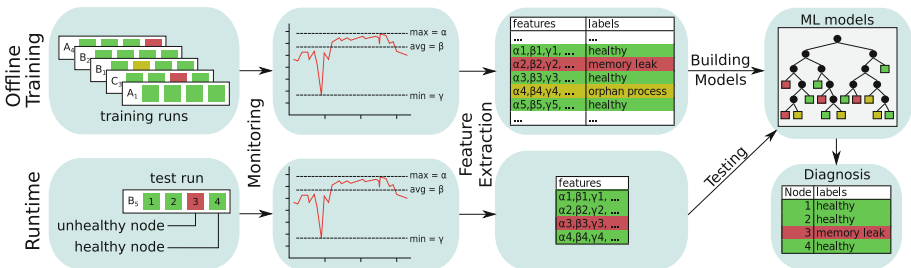 Offline
Training
A4
B2
B1
C3
A1
training runs
Monitoring
max = α
avg = β
min = γ
Feature
Extraction
features labels
... ...
α1,β1,γ1, ... healthy
α2,β2,γ2, ... memory leak
α3,β3,γ3, ... healthy
α4,β4,γ4, ... orphan process
α5,β5,γ5, ... healthy
... ...
Building
Models
ML models
Runtime
test run
B5 1 2 3 4
unhealthy node
healthy node
max = α
avg = β
min = γ
features
α1,β1,γ1, ...
α2,β2,γ2, ...
α3,β3,γ3, ...
α4,β4,γ4, ...
Testing
Diagnosis
Node labels
1 healthy
2 healthy
3 memory leak
4 healthy